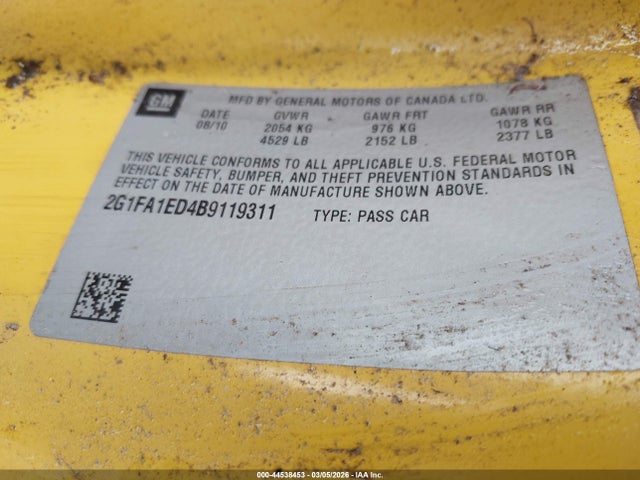 GM
MFD BY GENERAL MOTORS OF CANADA LTD.
DATE GVWR GAWR FRT GAWR RR
08/10 2054 KG 976 KG 1078 KG
4529 LB 2152 LB 2377 LB
THIS VEHICLE CONFORMS TO ALL APPLICABLE U.S. FEDERAL MOTOR
VEHICLE SAFETY, BUMPER, AND THEFT PREVENTION STANDARDS IN
EFFECT ON THE DATE OF MANUFACTURE SHOWN ABOVE.
2G1FA1ED4B9119311 TYPE: PASS CAR
000-44538453 | 03/05/2026 | IAA Inc.